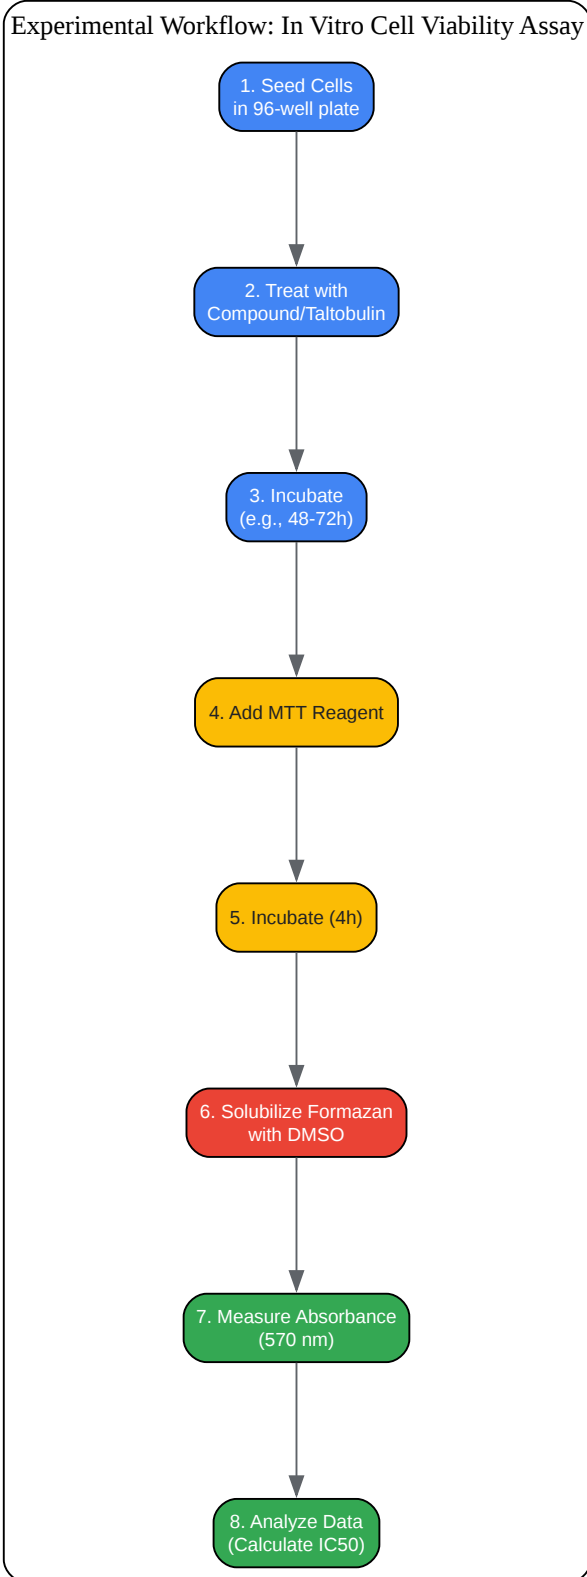 Experimental Workflow: In Vitro Cell Viability Assay
1. Seed Cells
in 96-well plate
2. Treat with
Compound/Taltobulin
3. Incubate
(e.g., 48-72h)
4. Add MTT Reagent
5. Incubate (4h)
6. Solubilize Formazan
with DMSO
7. Measure Absorbance
(570 nm)
8. Analyze Data
(Calculate IC50)